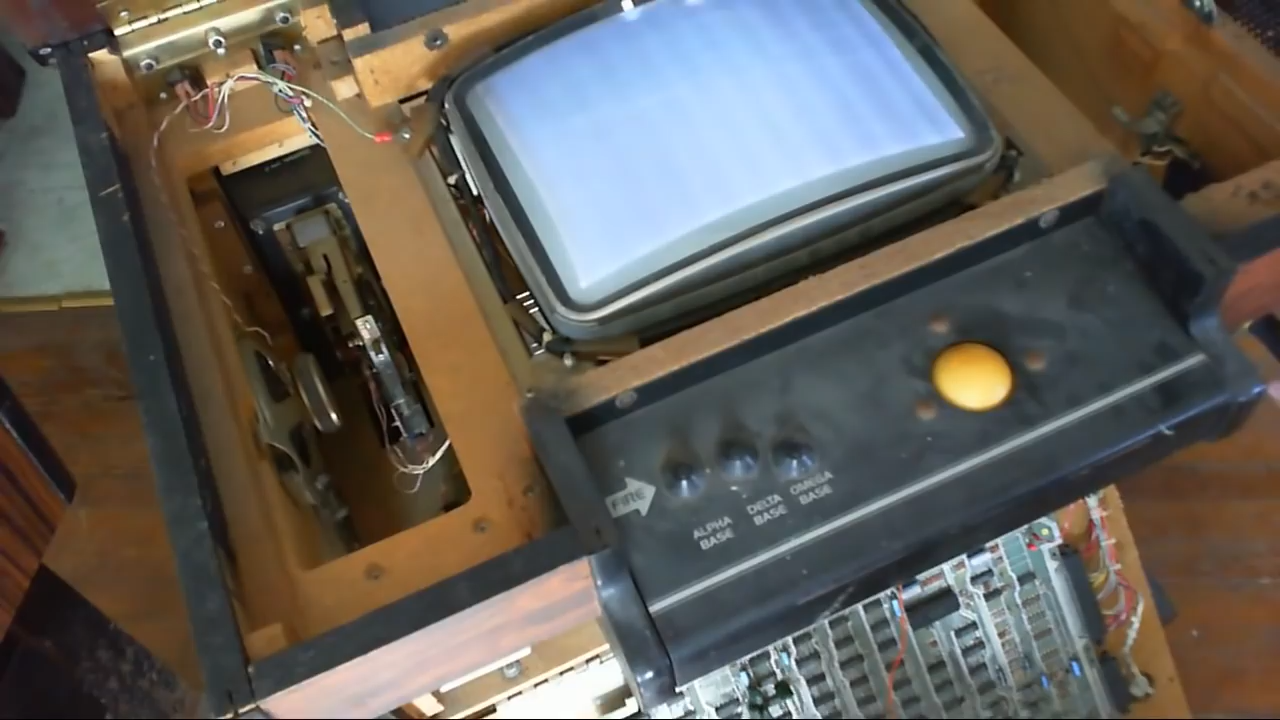 FIRE
ALPHA
BASE
DELTA
BASE
OMEGA
BASE